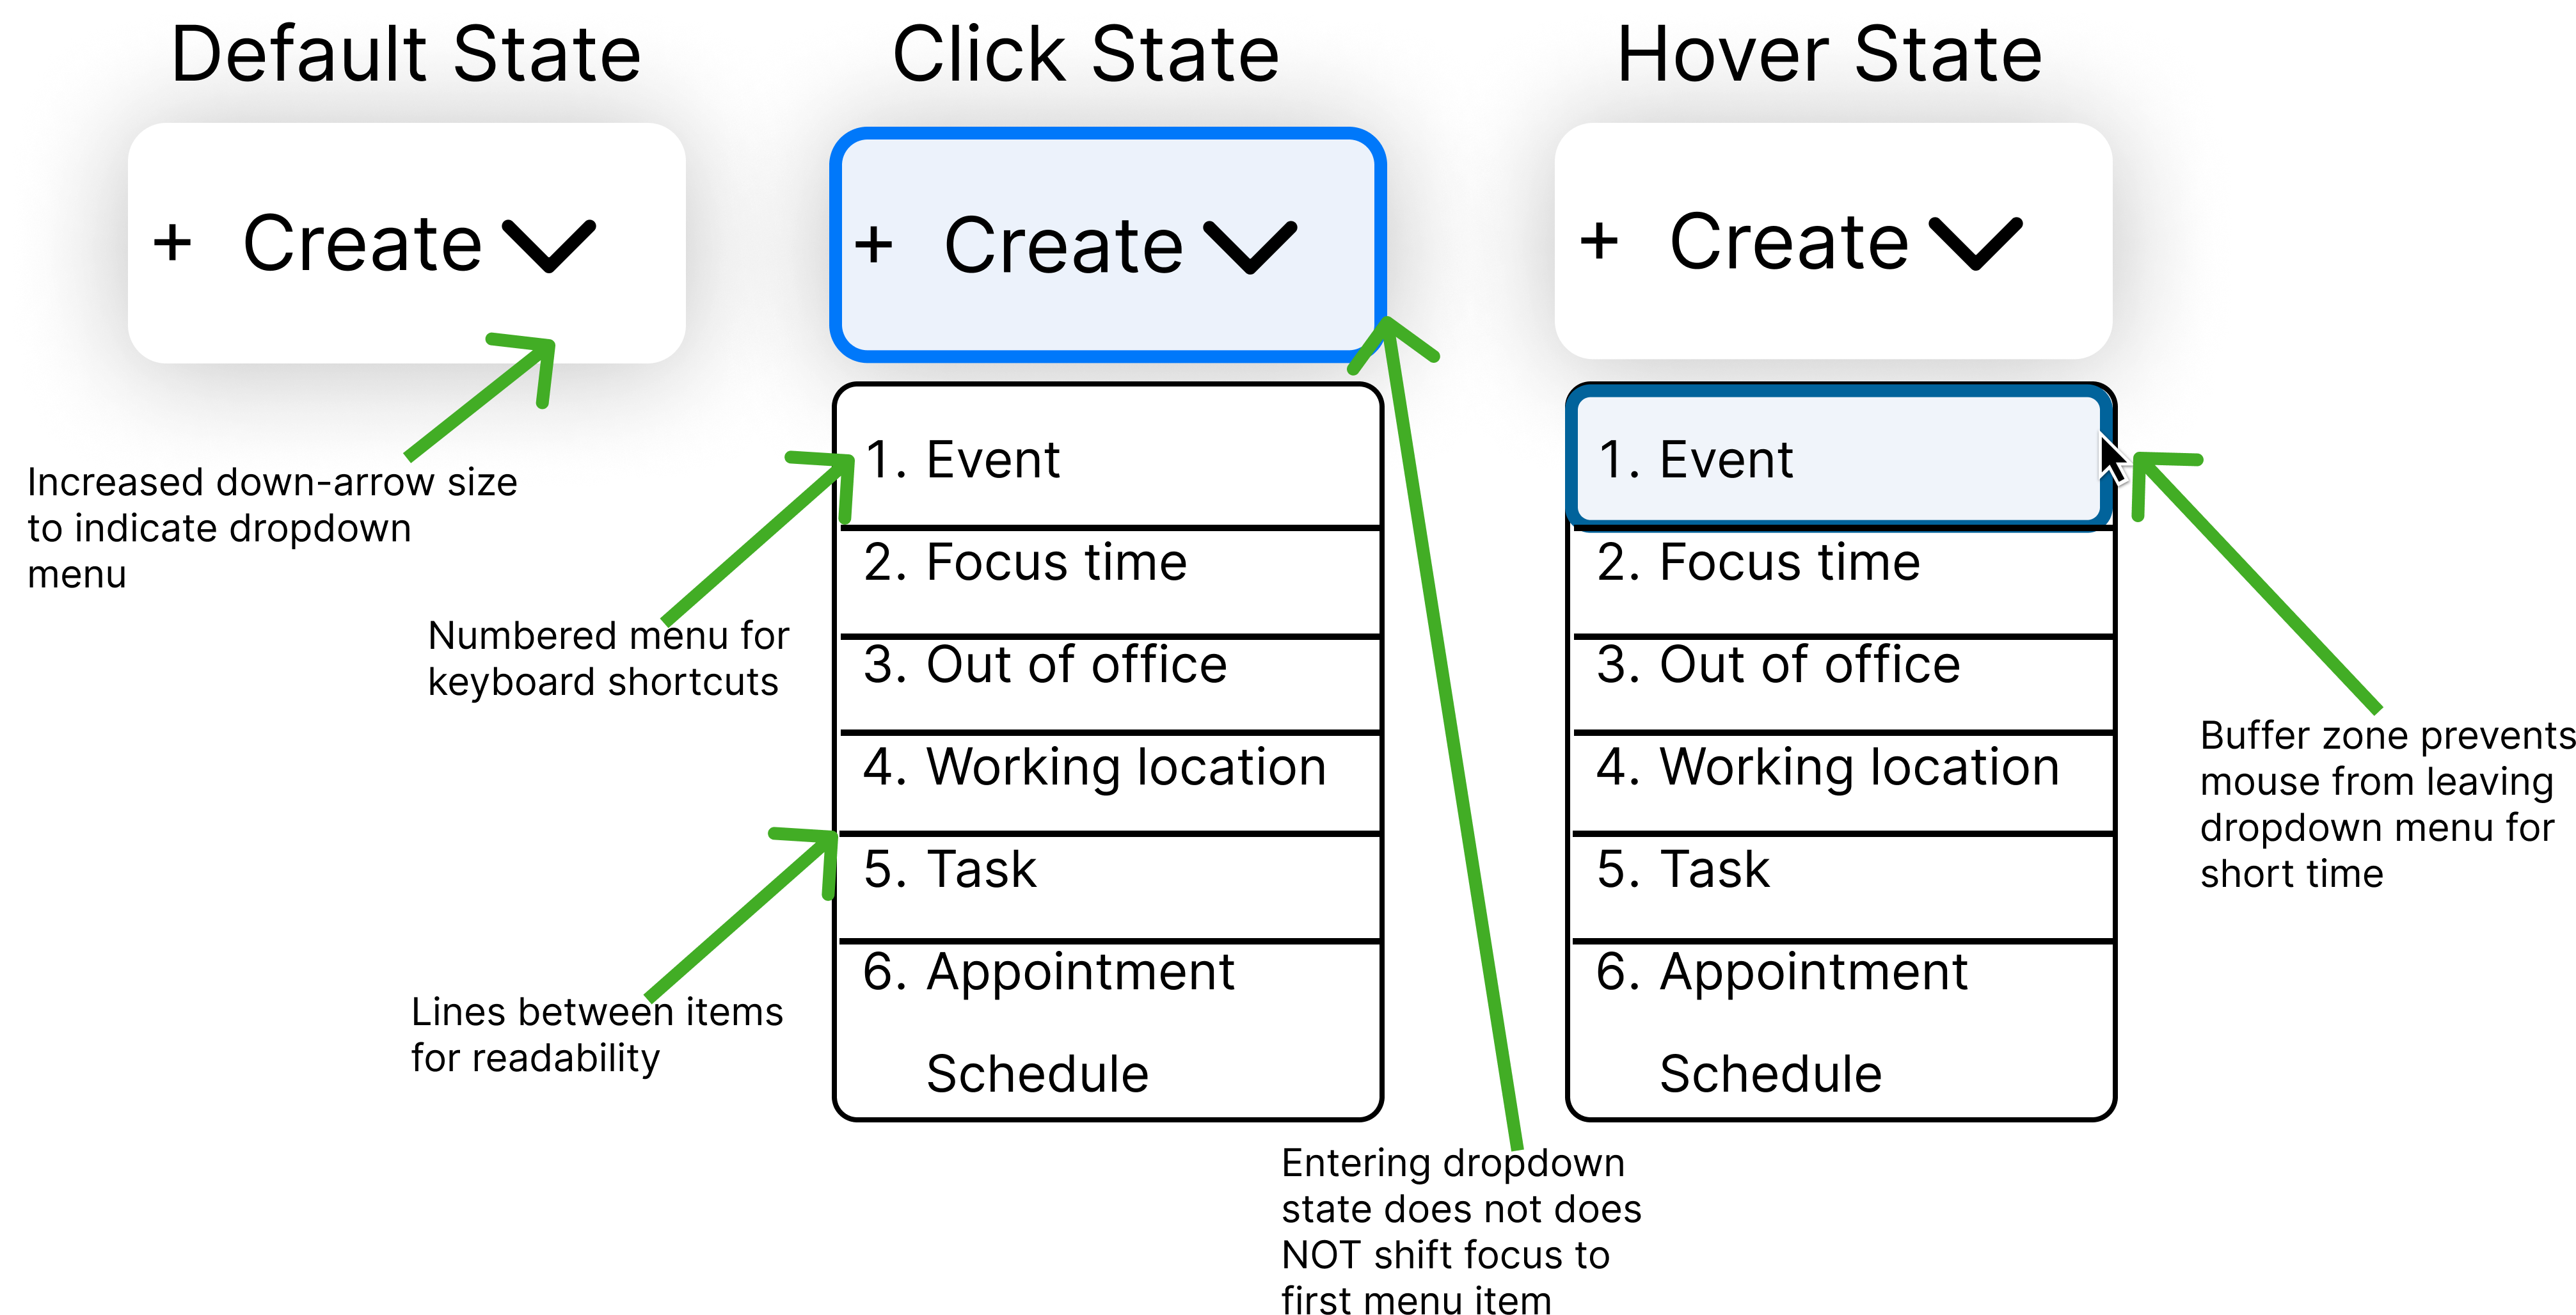 Default State
+ Create
Increased down-arrow size
to indicate dropdown
menu
Numbered menu for
keyboard shortcuts
Lines between items
for readability
Click State
+ Create
1. Event
2. Focus time
3. Out of office
4. Working location
5. Task
6. Appointment
Schedule
Entering dropdown
state does not does
NOT shift focus to
first menu item
Hover State
+ Create
1. Event
2. Focus time
3. Out of office
4. Working location
5. Task
6. Appointment
Schedule
Buffer zone prevents
mouse from leaving
dropdown menu for
short time